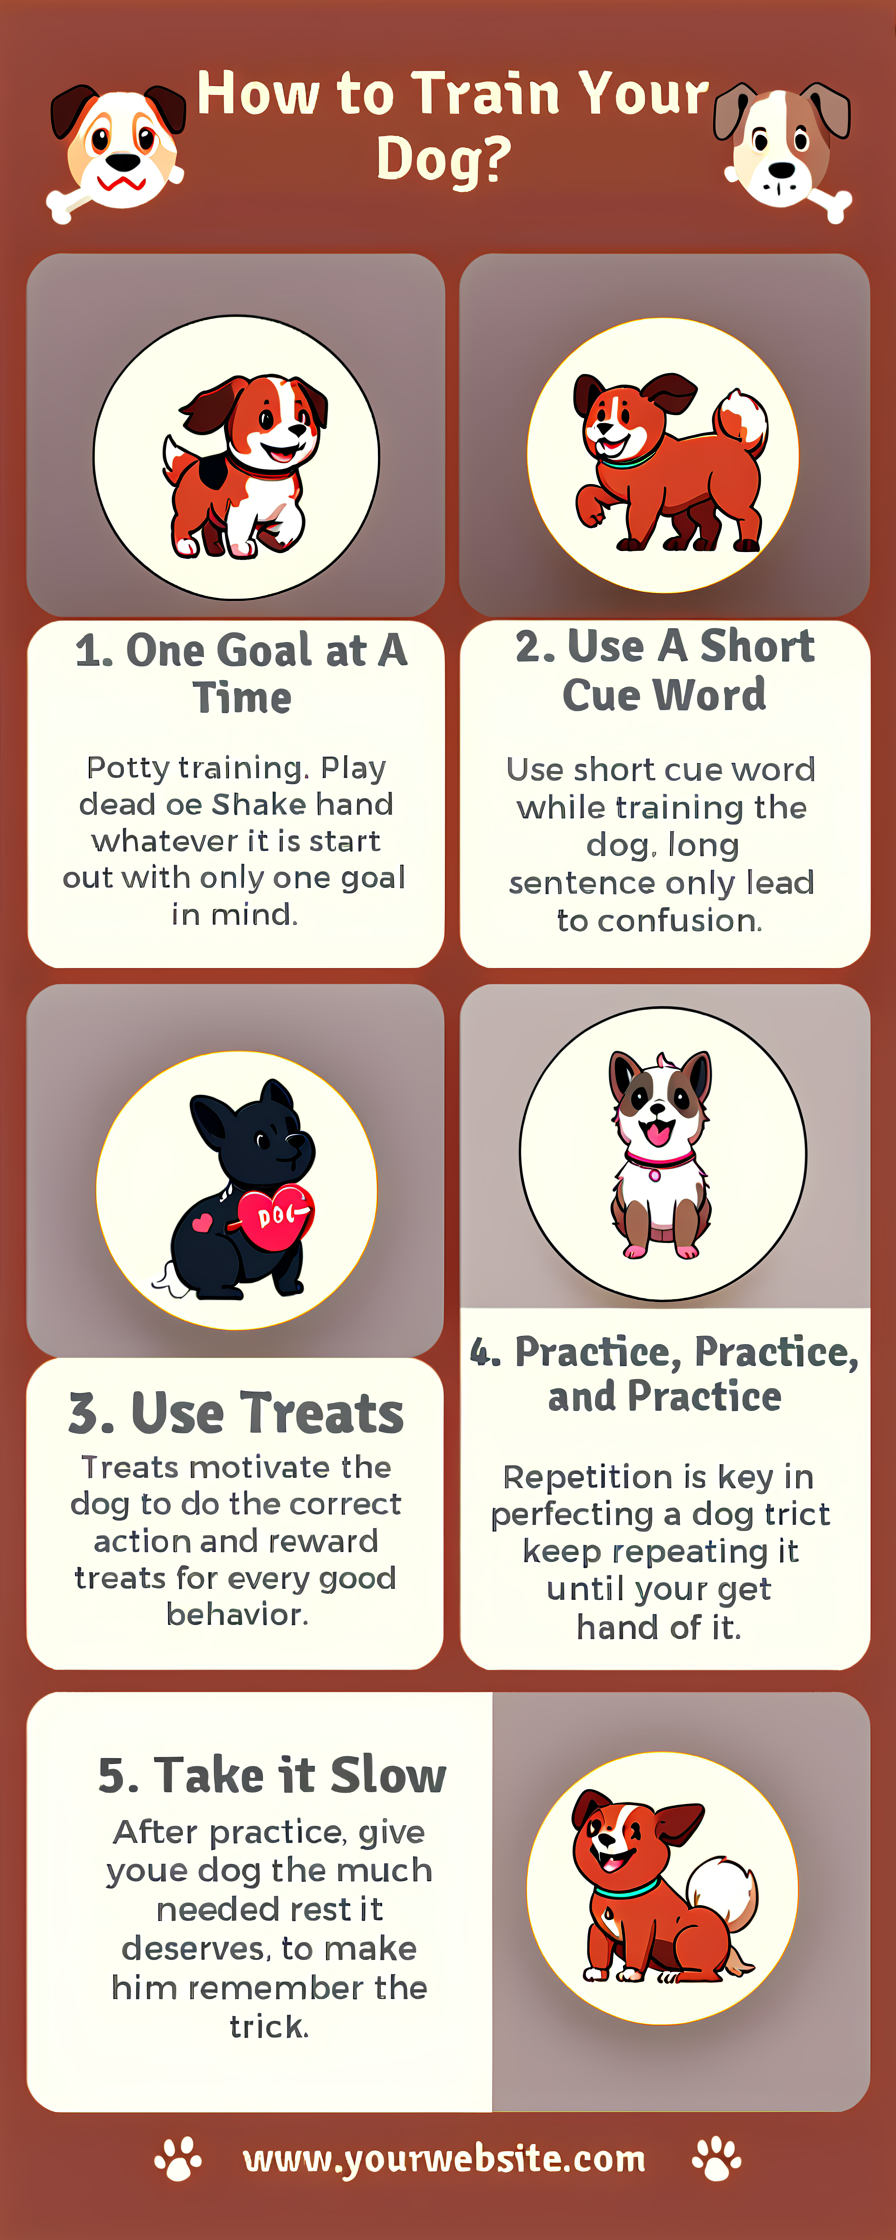 How to Train Your
Dog?
1. One Goal at A
Time
Potty training. Play
dead oe Shake hand
whatever it is start
out with only one goal
in mind.
2. Use A Short
Cue Word
Use short cue word
while training the
dog, long
sentence only lead
to confusion.
DOG
3. Use Treats
Treats motivate the
dog to do the correct
action and reward
treats for every good
behavior.
4. Practice, Practice,
and Practice
Repetition is key in
perfecting a dog trict
keep repeating it
until your get
hand of it.
5. Take it Slow
After practice, give
youe dog the much
needed rest it
deserves, to make
him remember the
trick.
www.yourwebsite.com